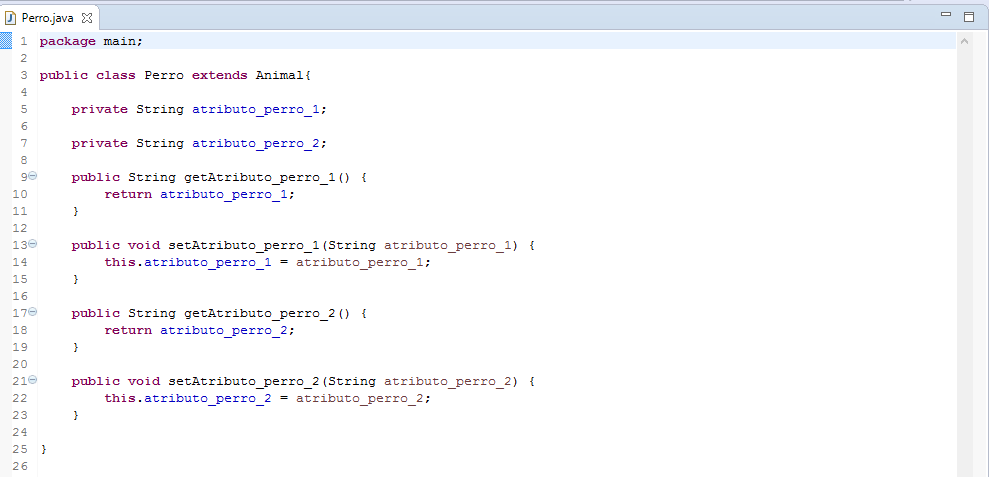 Perro.java
1 package main;
2
3 public class Perro extends Animal{
4
5     private String atributo_perro_1;
6
7     private String atributo_perro_2;
8
9     public String getAtributo_perro_1() {
10         return atributo_perro_1;
11     }
12
13     public void setAtributo_perro_1(String atributo_perro_1) {
14         this.atributo_perro_1 = atributo_perro_1;
15     }
16
17     public String getAtributo_perro_2() {
18         return atributo_perro_2;
19     }
20
21     public void setAtributo_perro_2(String atributo_perro_2) {
22         this.atributo_perro_2 = atributo_perro_2;
23     }
24
25 }
26